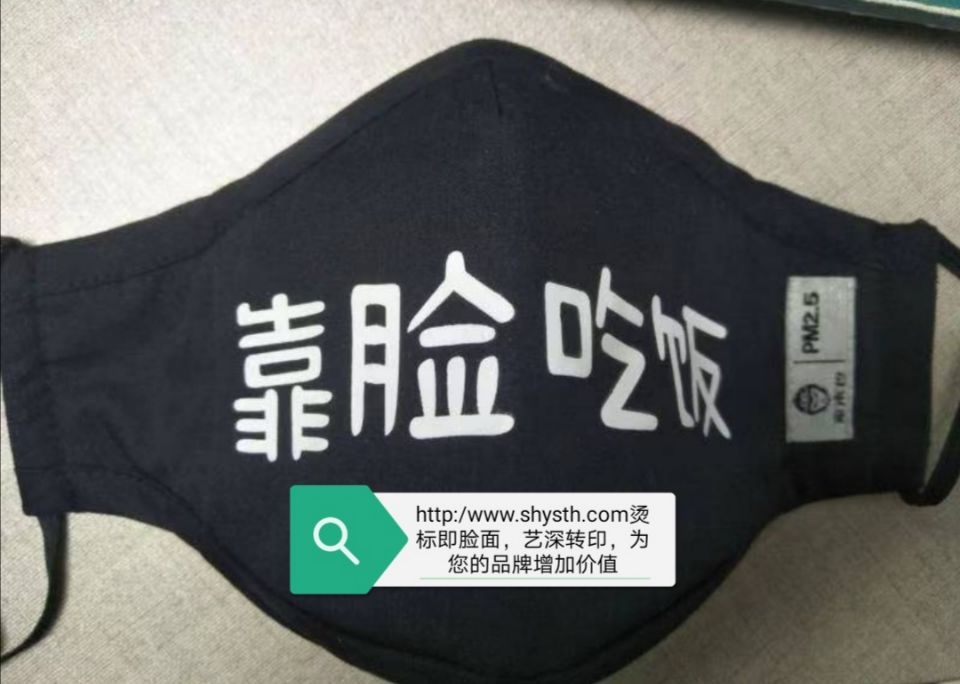 靠脸吃饭
PM2.5
http:/www.shysth.com烫
标即脸面，艺深转印，为
您的品牌增加价值